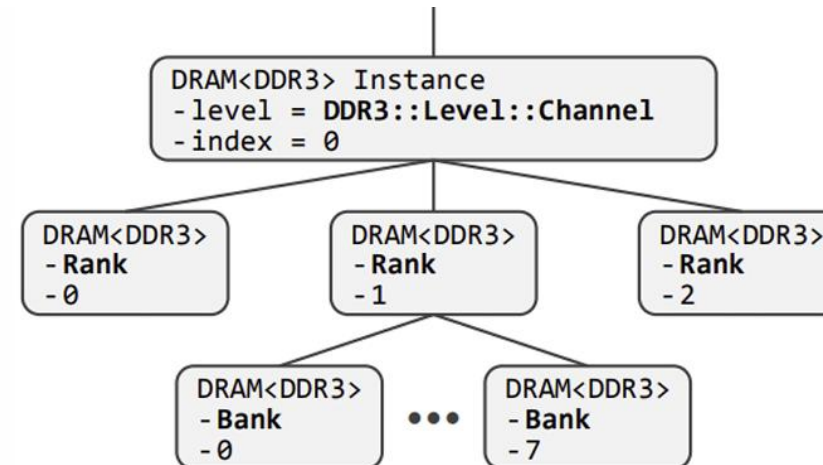 DRAM<DDR3> Instance
-level = DDR3::Level::Channel
-index = 0
DRAM<DDR3>
-Rank
-0
DRAM<DDR3>
-Rank
-1
DRAM<DDR3>
-Rank
-2
DRAM<DDR3>
-Bank
-0
•••
DRAM<DDR3>
-Bank
-7